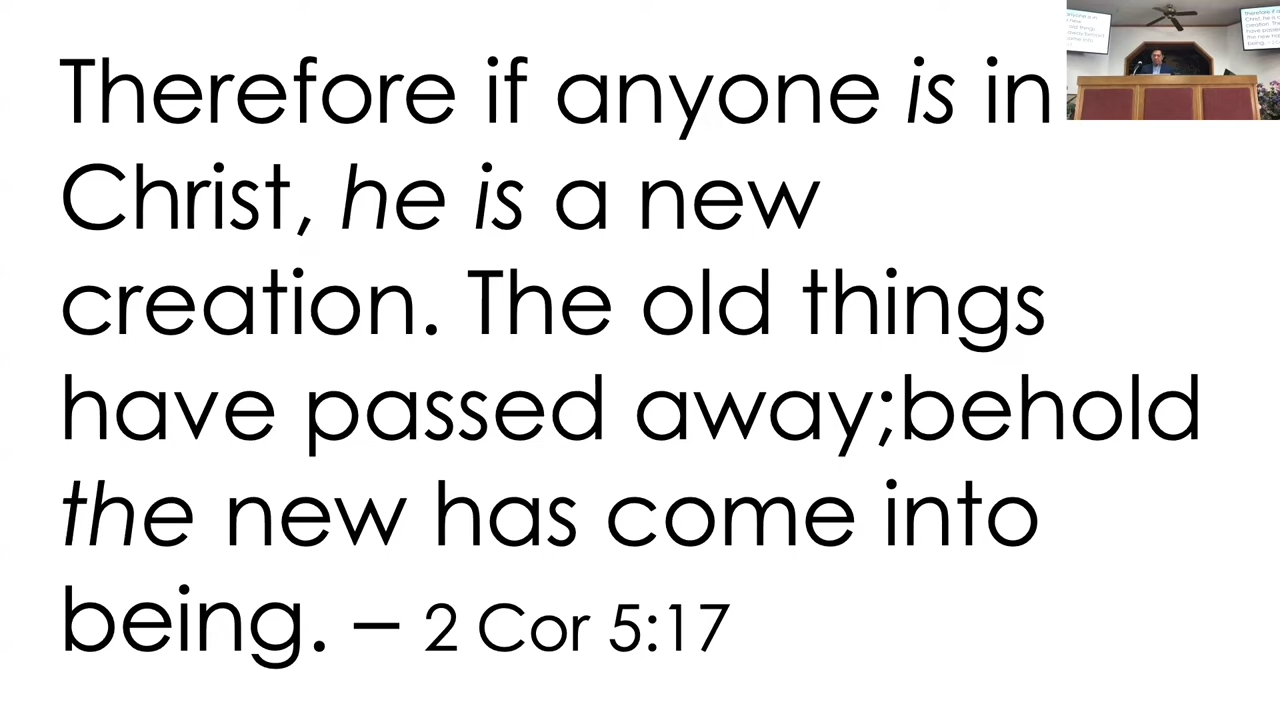 Therefore if anyone is in
Christ, he is a new
creation. The old things
have passed away;behold
the new has come into
being. – 2 Cor 5:17